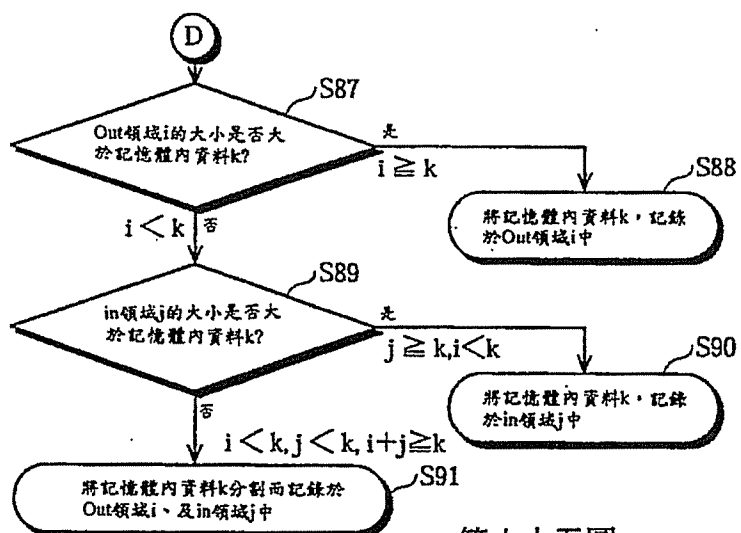 D
S87
Out領域i的大小是否大
於記憶體內資料k?
是
i ≧ k
S88
將記憶體內資料k，記錄
於Out領域i中
i＜k
否
S89
in領域j的大小是否大
於記憶體內資料k?
是
j ≧ k,i＜k
S90
將記憶體內資料k，記錄
於in領域j中
否
i＜k, j＜k, i+j≧k
S91
將記憶體內資料k分割而記錄於
Out領域i、及in領域j中